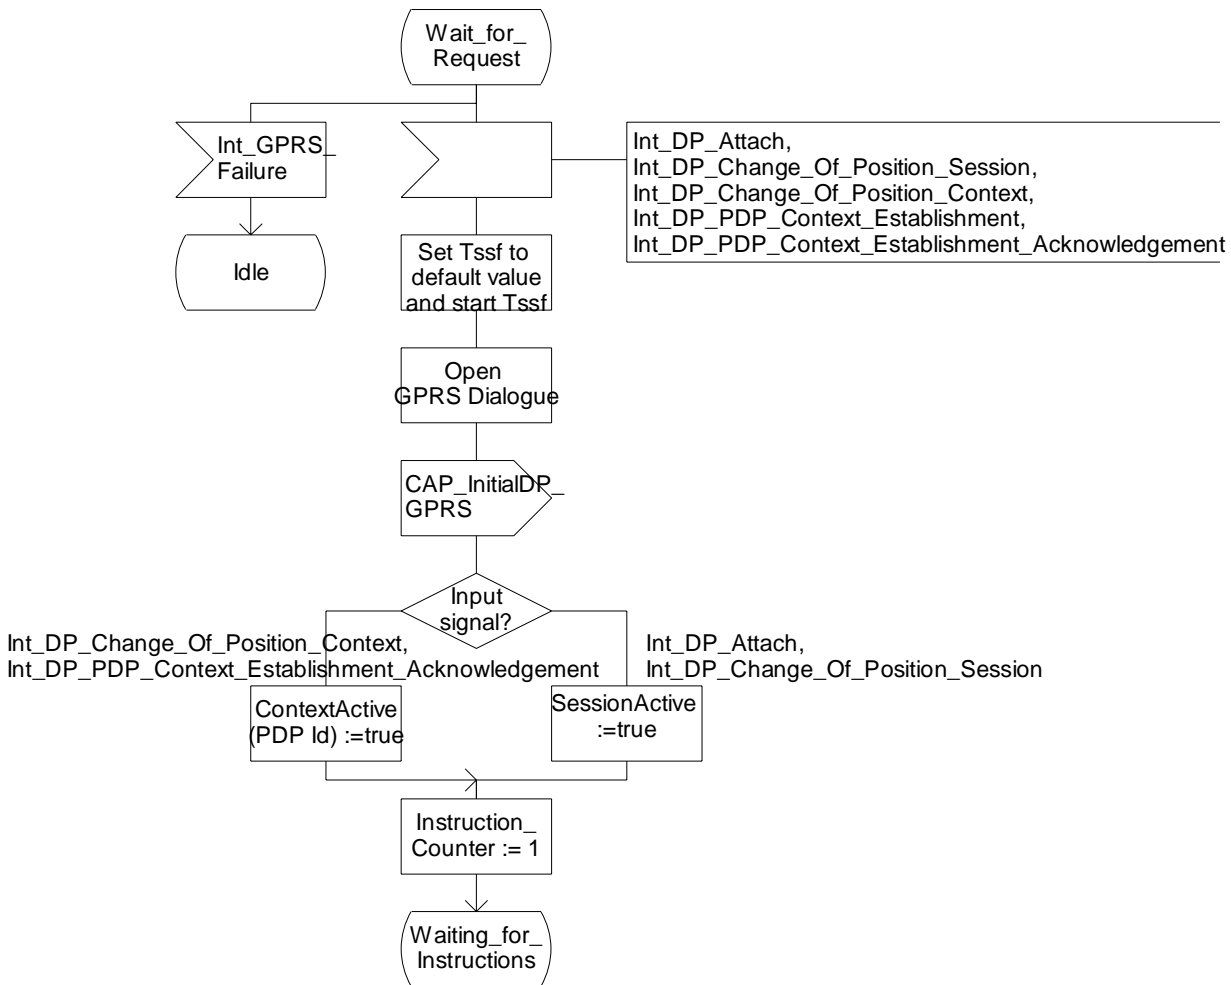 Wait_for_
Request
Int_GPRS_
Failure
Int_DP_Attach,
Int_DP_Change_Of_Position_Session,
Int_DP_Change_Of_Position_Context,
Int_DP_PDP_Context_Establishment,
Int_DP_PDP_Context_Establishment_Acknowledgement
Idle
Set Tssf to
default value
and start Tssf
Open
GPRS Dialogue
CAP_InitialDP_
GPRS
Input
signal?
Int_DP_Change_Of_Position_Context,
Int_DP_PDP_Context_Establishment_Acknowledgement
Int_DP_Attach,
Int_DP_Change_Of_Position_Session
ContextActive
(PDP Id) :=true
SessionActive
:=true
Instruction_
Counter := 1
Waiting_for_
Instructions